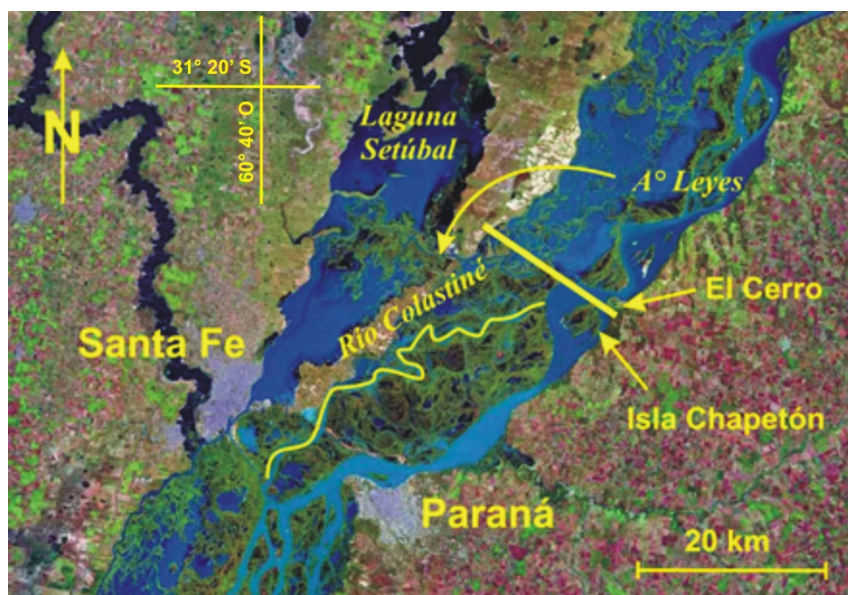 31° 20' S
60° 40' O
N
Laguna
Setúbal
A° Leyes
El Cerro
Río Colastiné
Santa Fe
Isla Chapetón
Paraná
20 km